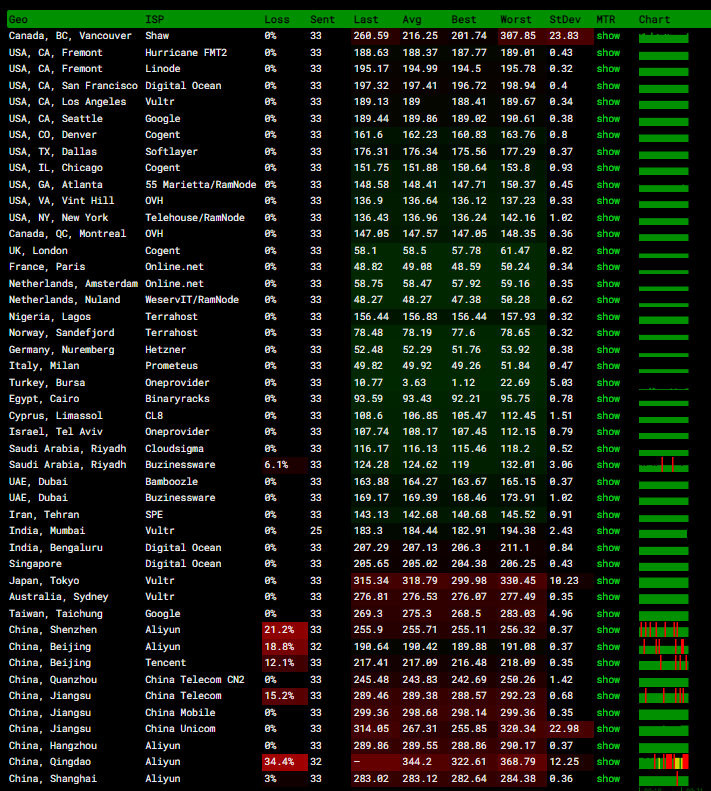 Geo ISP Loss Sent Last Avg Best Worst StDev MTR Chart
Canada, BC, Vancouver Shaw 0% 33 260.59 216.25 201.74 307.85 23.83 show
USA, CA, Fremont Hurricane FMT2 0% 33 188.63 188.37 187.77 189.01 0.43 show
USA, CA, Fremont Linode 0% 33 195.17 194.99 194.5 195.78 0.32 show
USA, CA, San Francisco Digital Ocean 0% 33 197.32 197.41 196.72 198.94 0.4 show
USA, CA, Los Angeles Vultr 0% 33 189.13 189 188.41 189.67 0.34 show
USA, CA, Seattle Google 0% 33 189.44 189.86 189.02 190.61 0.38 show
USA, CO, Denver Cogent 0% 33 161.6 162.23 160.83 163.76 0.8 show
USA, TX, Dallas Softlayer 0% 33 176.31 176.34 175.56 177.29 0.37 show
USA, IL, Chicago Cogent 0% 33 151.75 151.88 150.64 153.8 0.93 show
USA, GA, Atlanta 55 Marietta/RamNode 0% 33 148.58 148.41 147.71 150.37 0.45 show
USA, VA, Vint Hill OVH 0% 33 136.9 136.64 136.12 137.23 0.33 show
USA, NY, New York Telehouse/RamNode 0% 33 136.43 136.96 136.24 142.16 1.02 show
Canada, QC, Montreal OVH 0% 33 147.05 147.57 147.05 148.35 0.36 show
UK, London Cogent 0% 33 58.1 58.5 57.78 61.47 0.82 show
France, Paris Online.net 0% 33 48.82 49.08 48.59 50.24 0.34 show
Netherlands, Amsterdam Online.net 0% 33 58.75 58.47 57.92 59.16 0.35 show
Netherlands, Nuland WeservIT/RamNode 0% 33 48.27 48.27 47.38 50.28 0.62 show
Nigeria, Lagos Terrahost 0% 33 156.44 156.83 156.44 157.93 0.32 show
Norway, Sandefjord Terrahost 0% 33 78.48 78.19 77.6 78.65 0.32 show
Germany, Nuremberg Hetzner 0% 33 52.48 52.29 51.76 53.92 0.38 show
Italy, Milan Prometeus 0% 33 49.82 49.92 49.26 51.84 0.47 show
Turkey, Bursa Oneprovider 0% 33 10.77 3.63 1.12 22.69 5.03 show
Egypt, Cairo Binaryracks 0% 33 93.59 93.43 92.21 95.75 0.78 show
Cyprus, Limassol CL8 0% 33 108.6 106.85 105.47 112.45 1.51 show
Israel, Tel Aviv Oneprovider 0% 33 107.74 108.17 107.45 112.15 0.79 show
Saudi Arabia, Riyadh Cloudsigma 0% 33 116.17 116.13 115.46 118.2 0.52 show
Saudi Arabia, Riyadh Buzinessware 6.1% 33 124.28 124.62 119 132.01 3.06 show
UAE, Dubai Bamboozle 0% 33 163.88 164.27 163.67 165.15 0.37 show
UAE, Dubai Buzinessware 0% 33 169.17 169.39 168.46 173.91 1.02 show
Iran, Tehran SPE 0% 33 143.13 142.68 140.68 145.52 0.91 show
India, Mumbai Vultr 0% 25 183.3 184.44 182.91 194.38 2.43 show
India, Bengaluru Digital Ocean 0% 33 207.29 207.13 206.3 211.1 0.84 show
Singapore Digital Ocean 0% 33 205.65 205.02 204.38 206.25 0.43 show
Japan, Tokyo Vultr 0% 33 315.34 318.79 299.98 330.45 10.23 show
Australia, Sydney Vultr 0% 33 276.81 276.53 276.07 277.49 0.35 show
Taiwan, Taichung Google 0% 33 269.3 275.3 268.5 283.03 4.96 show
China, Shenzhen Aliyun 21.2% 33 255.9 255.71 255.11 256.32 0.37 show
China, Beijing Aliyun 18.8% 32 190.64 190.42 189.88 191.08 0.37 show
China, Beijing Tencent 12.1% 33 217.41 217.09 216.48 218.09 0.35 show
China, Quanzhou China Telecom CN2 0% 33 245.48 243.83 242.69 250.26 1.42 show
China, Jiangsu China Telecom 15.2% 33 289.46 289.38 288.57 292.23 0.68 show
China, Jiangsu China Mobile 0% 33 299.36 298.68 298.14 299.36 0.35 show
China, Jiangsu China Unicom 0% 33 314.05 267.31 255.85 320.34 22.98 show
China, Hangzhou Aliyun 0% 33 289.86 289.55 288.86 290.17 0.37 show
China, Qingdao Aliyun 34.4% 32 – 344.2 322.61 368.79 12.25 show
China, Shanghai Aliyun 3% 33 283.02 283.12 282.64 284.38 0.36 show